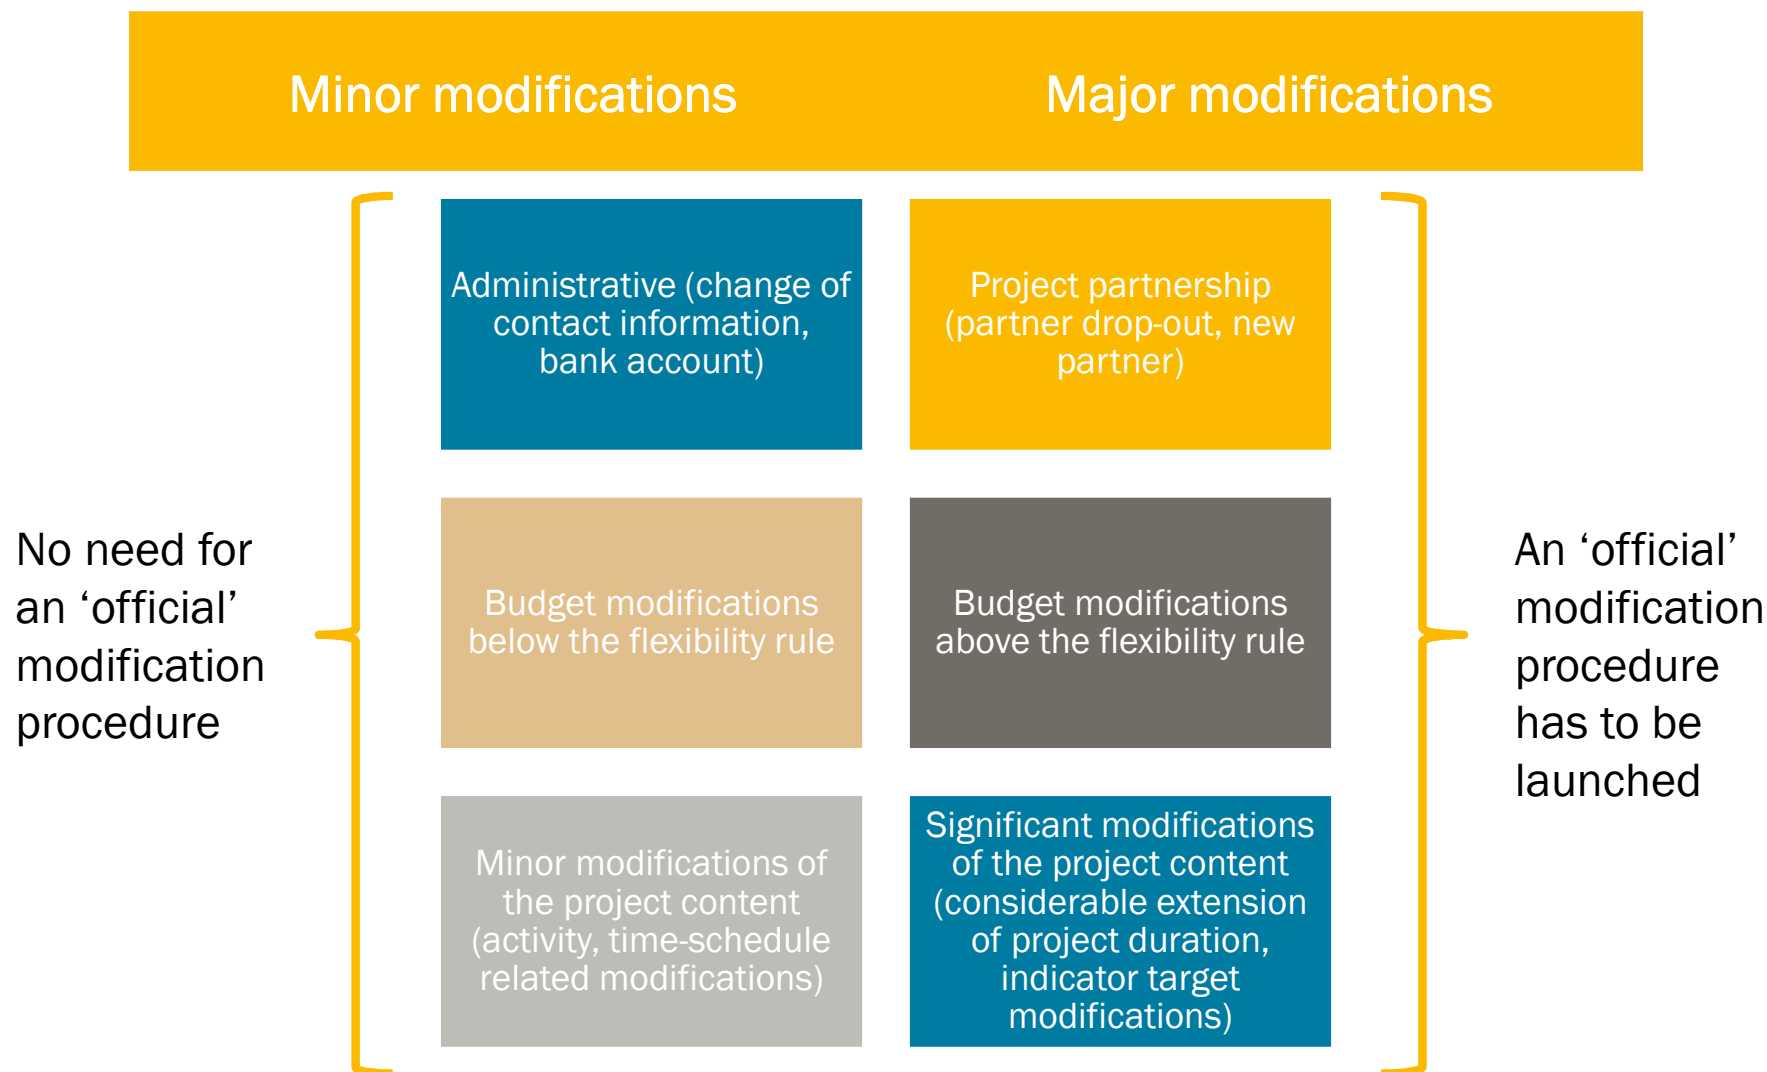 Minor modifications
Major modifications
No need for
an ‘official’
modification
procedure
Administrative (change of
contact information,
bank account)
Project partnership
(partner drop-out, new
partner)
Budget modifications
below the flexibility rule
Budget modifications
above the flexibility rule
Minor modifications of
the project content
(activity, time-schedule
related modifications)
Significant modifications
of the project content
(considerable extension
of project duration,
indicator target
modifications)
An ‘official’
modification
procedure
has to be
launched